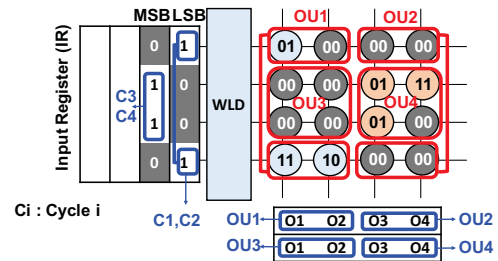 MSB LSB OU1 OU2
0 1 01 00 00 00
C3 1 0 00 00 01 11
C4 WLD OU3 OU4
1 0 00 00 01 00
0 1 11 10 00 00
Input Register (IR)
Ci : Cycle i C1,C2
OU1 O1 O2 O3 O4 OU2
OU3 O1 O2 O3 O4 OU4